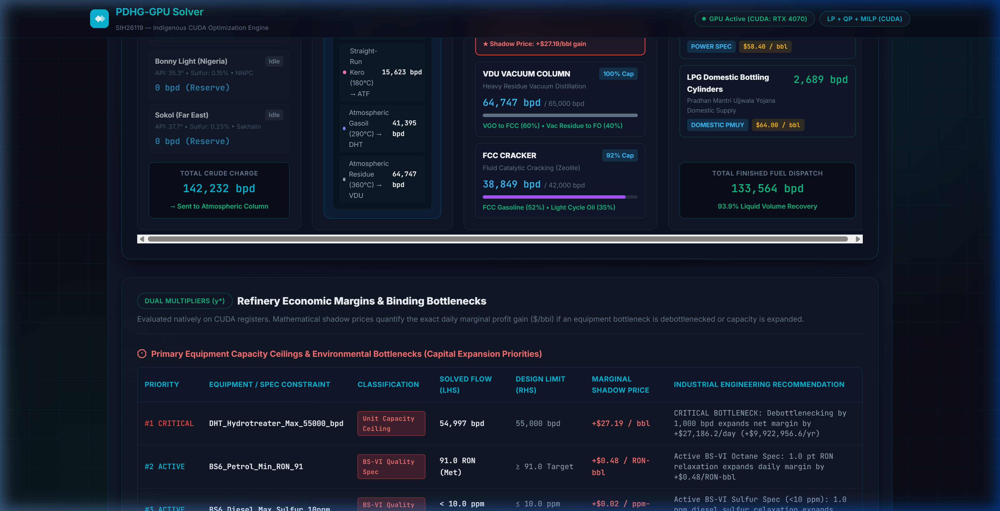 PDHG-GPU Solver
SIH26119 — Indigenous CUDA Optimization Engine
GPU Active (CUDA: RTX 4070)
LP + QP + MILP (CUDA)
Bonny Light (Nigeria)
Idle
API: 35.3° • Sulfur: 0.15% • NNPC
0 bpd (Reserve)
Sokol (Far East)
Idle
API: 37.7° • Sulfur: 0.23% • Sakhalin
0 bpd (Reserve)
TOTAL CRUDE CHARGE
142,232 bpd
→ Sent to Atmospheric Column
Straight-
Run
Kero
(180°C)
→ ATF
15,623 bpd
Atmospheric
Gasoil
(290°C) →
DHT
41,395
bpd
Atmospheric
Residue
(360°C) →
VDU
64,747
bpd
★ Shadow Price: +$27.19/bbl gain
VDU VACUUM COLUMN
100% Cap
Heavy Residue Vacuum Distillation
64,747 bpd / 65,000 bpd
VGO to FCC (60%) • Vac Residue to FO (40%)
FCC CRACKER
92% Cap
Fluid Catalytic Cracking (Zeolite)
38,849 bpd / 42,000 bpd
FCC Gasoline (52%) • Light Cycle Oil (35%)
POWER SPEC
$58.40 / bbl
LPG Domestic Bottling
Cylinders
2,689 bpd
Pradhan Mantri Ujjwala Yojana
Domestic Supply
DOMESTIC PMUY
$64.00 / bbl
TOTAL FINISHED FUEL DISPATCH
133,564 bpd
93.9% Liquid Volume Recovery
DUAL MULTIPLIERS (y*)
Refinery Economic Margins & Binding Bottlenecks
Evaluated natively on CUDA registers. Mathematical shadow prices quantify the exact daily marginal profit gain ($/bbl) if an equipment bottleneck is debottlenecked or capacity is expanded.
Primary Equipment Capacity Ceilings & Environmental Bottlenecks (Capital Expansion Priorities)
PRIORITY
EQUIPMENT / SPEC CONSTRAINT
CLASSIFICATION
SOLVED FLOW
(LHS)
DESIGN LIMIT
(RHS)
MARGINAL
SHADOW PRICE
INDUSTRIAL ENGINEERING RECOMMENDATION
#1 CRITICAL
DHT_Hydrotreater_Max_55000_bpd
Unit Capacity
Ceiling
54,997 bpd
55,000 bpd
+$27.19 / bbl
CRITICAL BOTTLENECK: Debottlenecking by
1,000 bpd expands net margin by
+$27,186.2/day (+$9,922,956.6/yr)
#2 ACTIVE
BS6_Petrol_Min_RON_91
BS-VI Quality
Spec
91.0 RON
(Met)
≥ 91.0 Target
+$0.48 / RON-
bbl
Active BS-VI Octane Spec: 1.0 pt RON
relaxation expands daily margin by
+$0.48/RON-bbl
#3 ACTIVE
BS6_Diesel_Max_Sulfur_10ppm
BS-VI Quality
< 10.0 ppm
≤ 10.0 ppm
+$0.02 / ppm-
Active BS-VI Sulfur Spec (<10 ppm): 1.0
ppm diesel sulfur relaxation expands